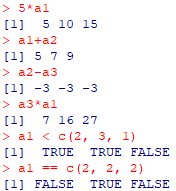 > 5*a1
[1]  5 10 15
> a1+a2
[1] 5 7 9
> a2-a3
[1] -3 -3 -3
> a3*a1
[1]  7 16 27
> a1 < c(2, 3, 1)
[1]  TRUE  TRUE FALSE
> a1 == c(2, 2, 2)
[1] FALSE  TRUE FALSE